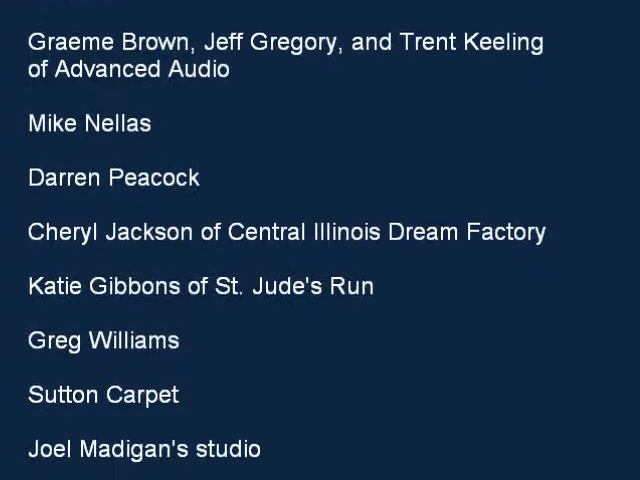 Graeme Brown, Jeff Gregory, and Trent Keeling
of Advanced Audio
Mike Nellas
Darren Peacock
Cheryl Jackson of Central Illinois Dream Factory
Katie Gibbons of St. Jude's Run
Greg Williams
Sutton Carpet
Joel Madigan's studio